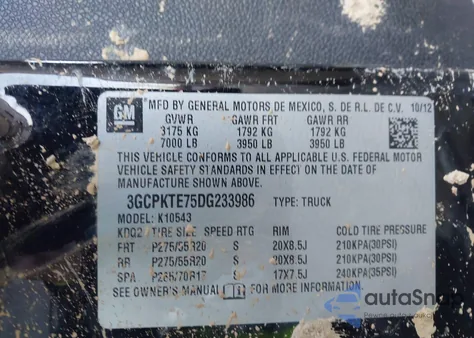 GM
MFD BY GENERAL MOTORS DE MEXICO, S. DE R.L. DE C.V. 10/12
GVWR GAWR FRT GAWR RR
3175 KG 1792 KG 1792 KG
7000 LB 3950 LB 3950 LB
THIS VEHICLE CONFORMS TO ALL APPLICABLE U.S. FEDERAL MOTOR
VEHICLE SAFETY STANDARDS IN EFFECT ON THE DATE OF
MANUFACTURE SHOWN ABOVE.
3GCPKTE75DG233986 TYPE: TRUCK
MODEL: K10543
TIRE SIZE SPEED RTG RIM COLD TIRE PRESSURE
FRT P275/55R20 S 20X8.5J 210KPA(30PSI)
RR P275/55R20 S 20X8.5J 210KPA(30PSI)
SPA S 17X7.5J 240KPA(35PSI)
SEE OWNER'S MANUAL FOR MORE INFORMATION.